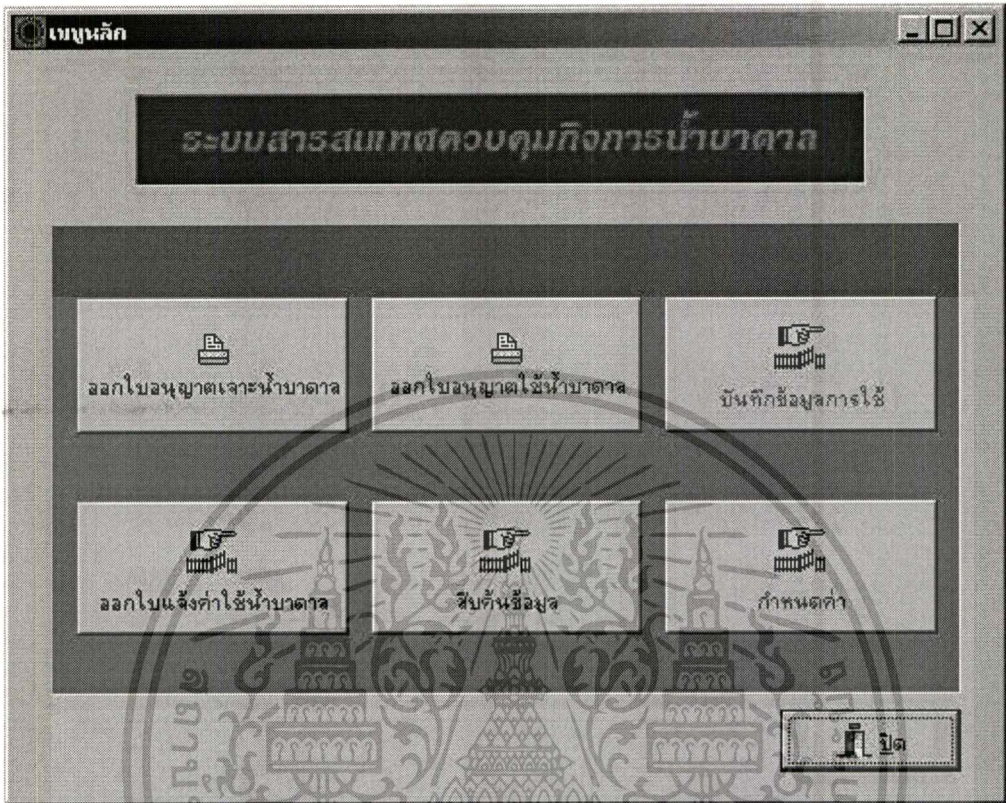 เมนูหลัก
ระบบสารสนเทศควบคุมกิจการน้ำบาดาล
ออกใบอนุญาตเจาะน้ำบาดาล
ออกใบอนุญาตใช้น้ำบาดาล
บันทึกข้อมูลการใช้
ออกใบแจ้งค่าใช้น้ำบาดาล
สืบค้นข้อมูล
กำหนดค่า
ปิด